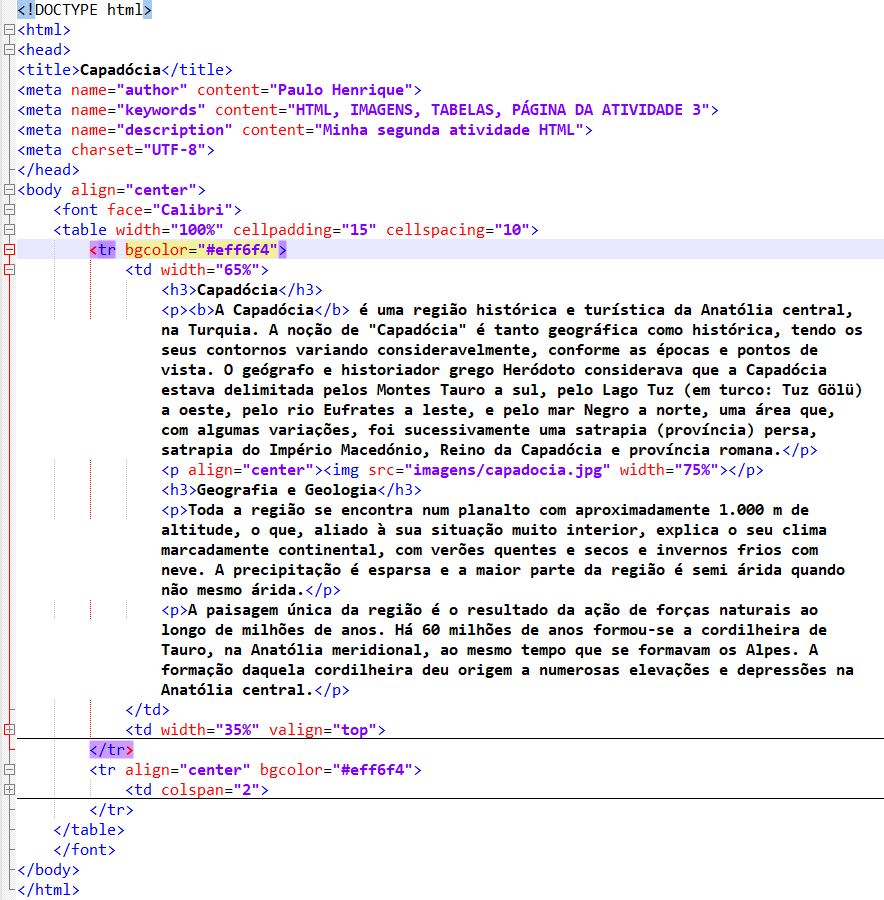 <!DOCTYPE html>
<html>
<head>
<title>Capadócia</title>
<meta name="author" content="Paulo Henrique">
<meta name="keywords" content="HTML, IMAGENS, TABELAS, PÁGINA DA ATIVIDADE 3">
<meta name="description" content="Minha segunda atividade HTML">
<meta charset="UTF-8">
</head>
<body align="center">
<font face="Calibri">
<table width="100%" cellpadding="15" cellspacing="10">
<tr bgcolor="#eff6f4">
<td width="65%">
<h3>Capadócia</h3>
<p><b>A Capadócia</b> é uma região histórica e turística da Anatólia central,
na Turquia. A noção de "Capadócia" é tanto geográfica como histórica, tendo os
seus contornos variando consideravelmente, conforme as épocas e pontos de
vista. O geógrafo e historiador grego Heródoto considerava que a Capadócia
estava delimitada pelos Montes Tauro a sul, pelo Lago Tuz (em turco: Tuz Gölü)
a oeste, pelo rio Eufrates a leste, e pelo mar Negro a norte, uma área que,
com algumas variações, foi sucessivamente uma satrapia (província) persa,
satrapia do Império Macedónio, Reino da Capadócia e província romana.</p>
<p align="center"><img src="imagens/capadocia.jpg" width="75%"></p>
<h3>Geografia e Geologia</h3>
<p>Toda a região se encontra num planalto com aproximadamente 1.000 m de
altitude, o que, aliado à sua situação muito interior, explica o seu clima
marcadamente continental, com verões quentes e secos e invernos frios com
neve. A precipitação é esparsa e a maior parte da região é semi árida quando
não mesmo árida.</p>
<p>A paisagem única da região é o resultado da ação de forças naturais ao
longo de milhões de anos. Há 60 milhões de anos formou-se a cordilheira de
Tauro, na Anatólia meridional, ao mesmo tempo que se formavam os Alpes. A
formação daquela cordilheira deu origem a numerosas elevações e depressões na
Anatólia central.</p>
</td>
<td width="35%" valign="top">
</tr>
<tr align="center" bgcolor="#eff6f4">
<td colspan="2">
</tr>
</table>
</font>
</body>
</html>